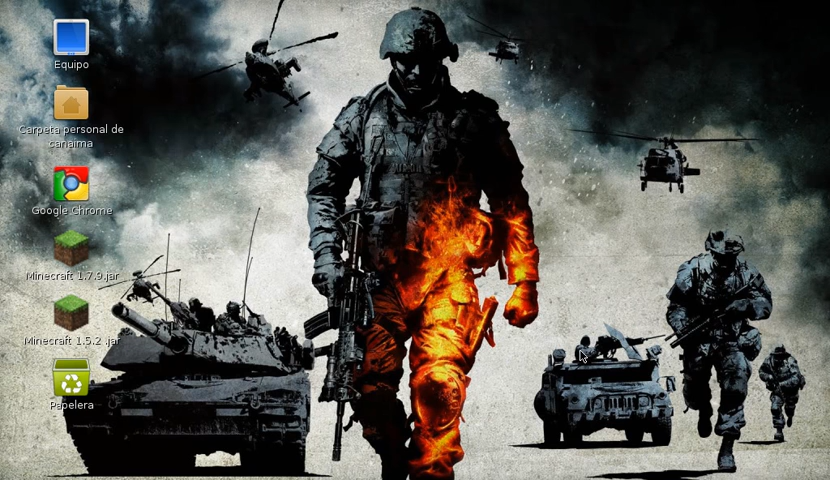 Equipo
Carpeta personal de
canaima
Google Chrome
Minecraft 1.7.9.jar
Minecraft 1.5.2 .jar
Papelera